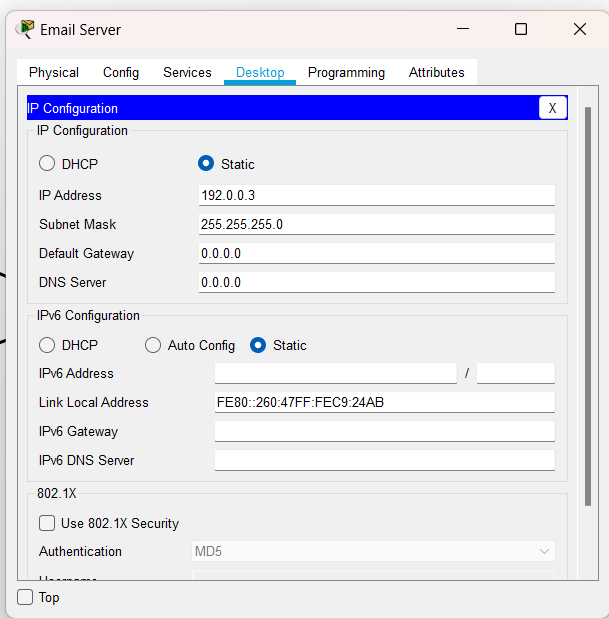 Email Server
Physical Config Services Desktop Programming Attributes
IP Configuration X
IP Configuration
DHCP Static
IP Address 192.0.0.3
Subnet Mask 255.255.255.0
Default Gateway 0.0.0.0
DNS Server 0.0.0.0
IPv6 Configuration
DHCP Auto Config Static
IPv6 Address /
Link Local Address FE80::260:47FF:FEC9:24AB
IPv6 Gateway
IPv6 DNS Server
802.1X
Use 802.1X Security
Authentication MD5
Top